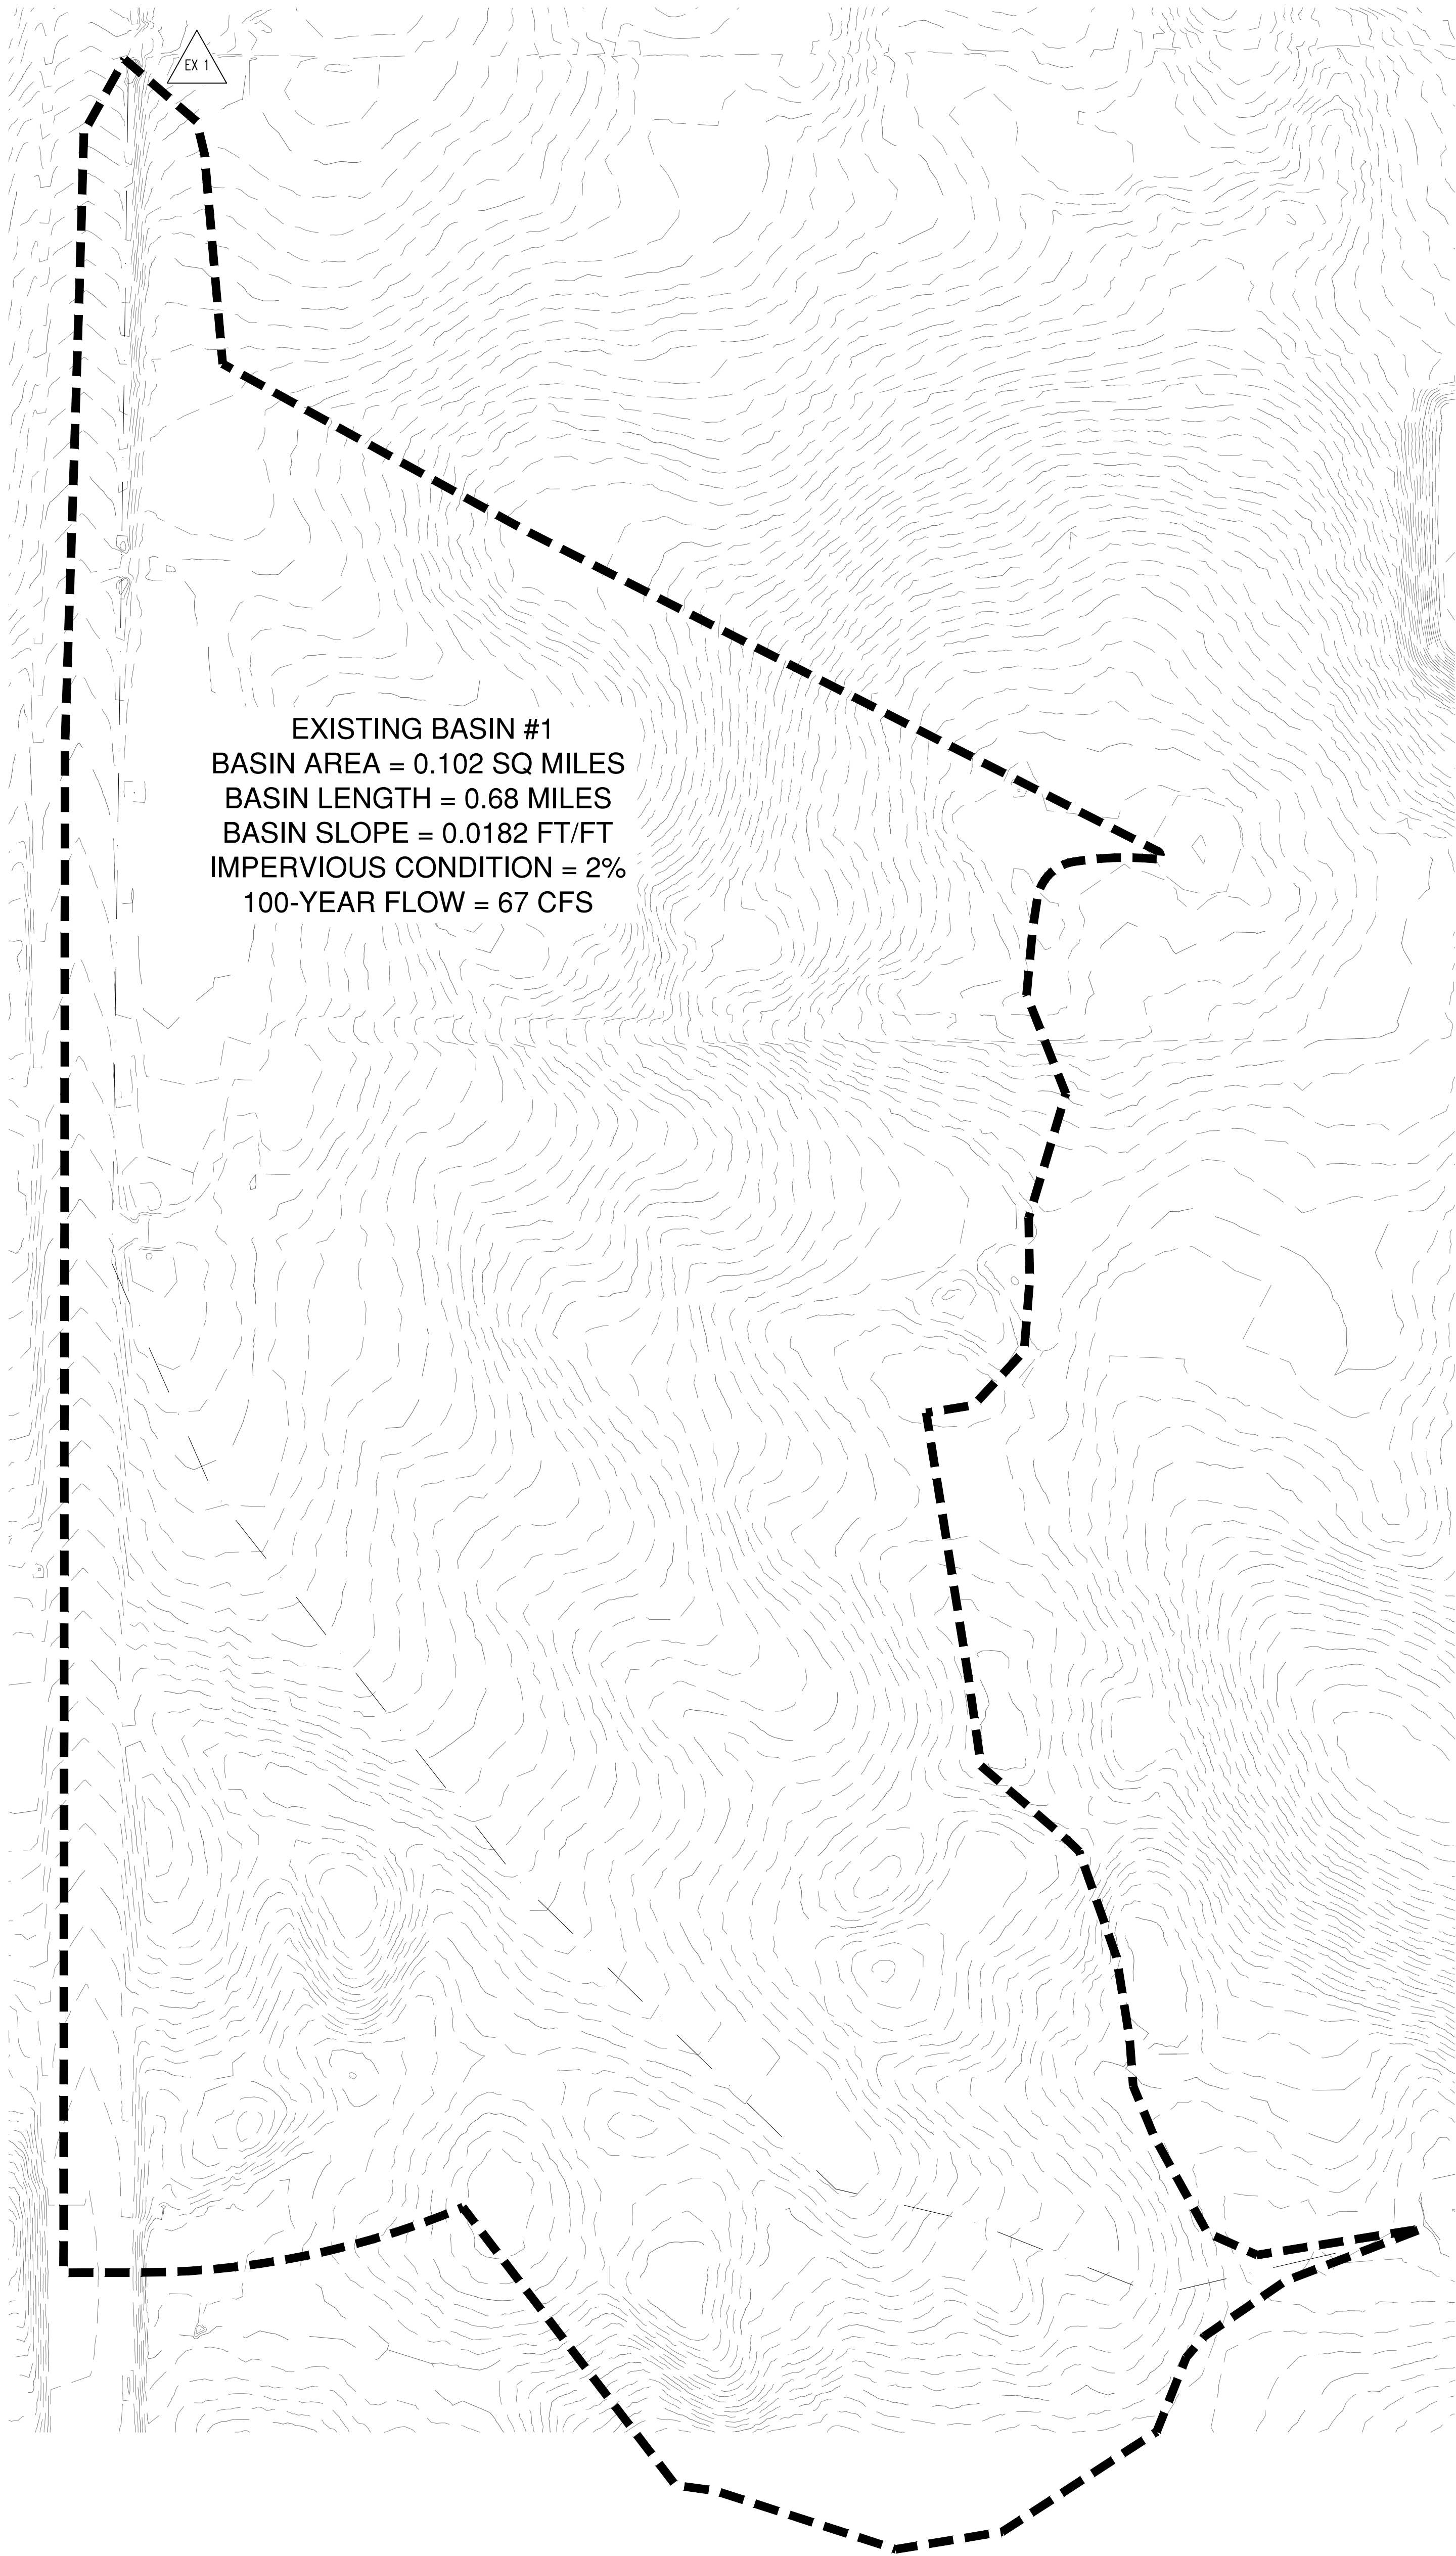 EX 1
EXISTING BASIN #1
BASIN AREA = 0.102 SQ MILES
BASIN LENGTH = 0.68 MILES
BASIN SLOPE = 0.0182 FT/FT
IMPERVIOUS CONDITION = 2%
100-YEAR FLOW = 67 CFS